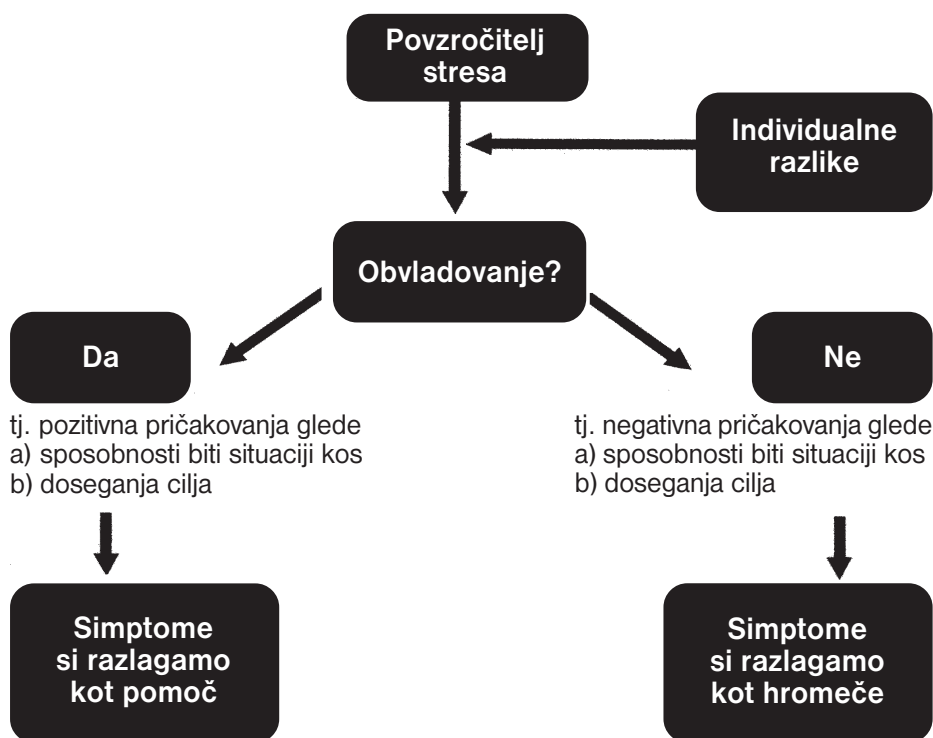 Povzročitelj
stresa
Individualne
razlike
Obvladovanje?
Da
tj. pozitivna pričakovanja glede
a) sposobnosti biti situaciji kos
b) doseganja cilja
Ne
tj. negativna pričakovanja glede
a) sposobnosti biti situaciji kos
b) doseganja cilja
Simptome
si razlagamo
kot pomoč
Simptome
si razlagamo
kot hromeče